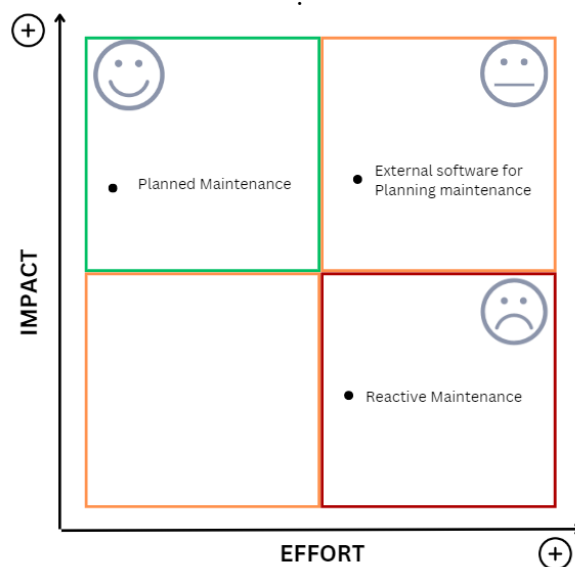 Planned Maintenance
External software for
Planning maintenance
Reactive Maintenance
IMPACT
EFFORT